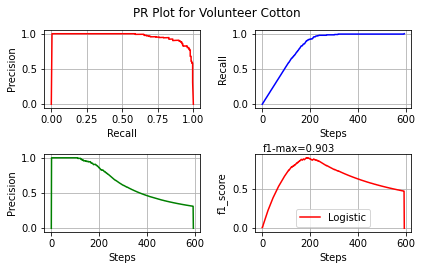 PR Plot for Volunteer Cotton
1.0
0.5
0.0
Precision
0.00 0.25 0.50 0.75 1.00
Recall
1.0
0.5
0.0
Recall
0 200 400 600
Steps
1.0
0.5
0.0
Precision
0 200 400 600
Steps
f1-max=0.903
0.5
0.0
f1_score
Logistic
0 200 400 600
Steps